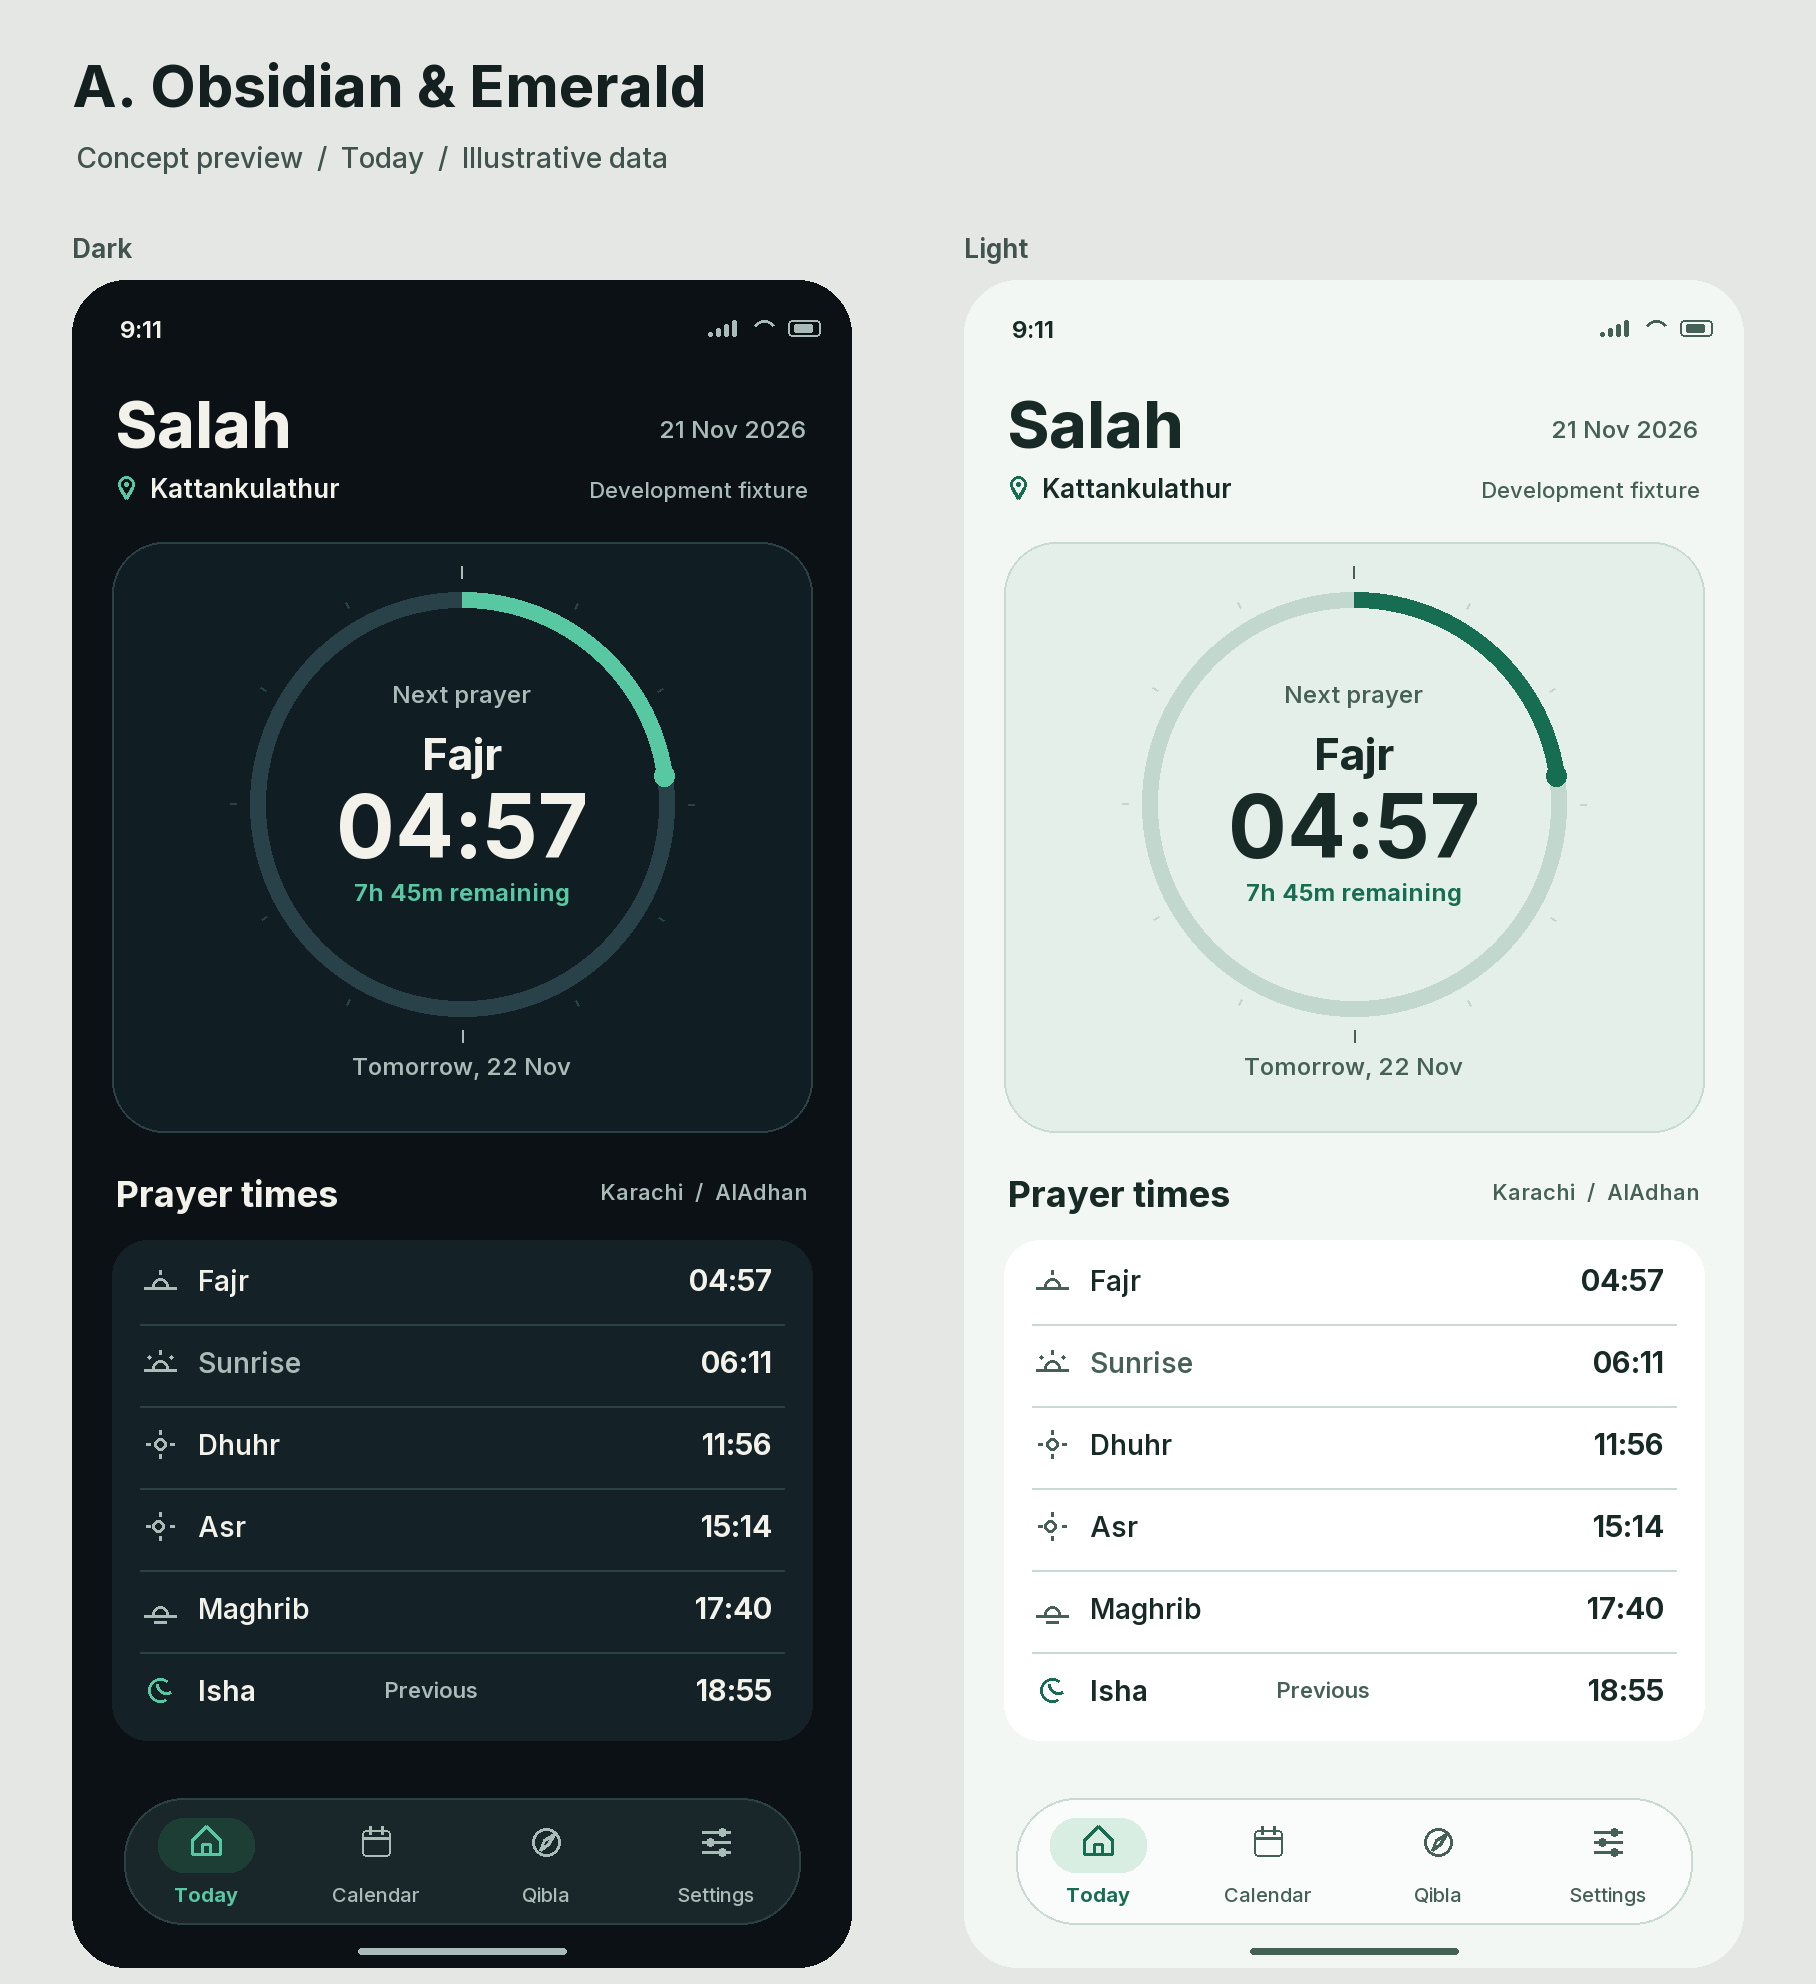 A. Obsidian & Emerald
Concept preview / Today / Illustrative data
Dark
9:11
Salah
21 Nov 2026
Kattankulathur
Development fixture
Next prayer
Fajr
04:57
7h 45m remaining
Tomorrow, 22 Nov
Prayer times
Karachi / AlAdhan
Fajr 04:57
Sunrise 06:11
Dhuhr 11:56
Asr 15:14
Maghrib 17:40
Isha Previous 18:55
Today Calendar Qibla Settings
Light
9:11
Salah
21 Nov 2026
Kattankulathur
Development fixture
Next prayer
Fajr
04:57
7h 45m remaining
Tomorrow, 22 Nov
Prayer times
Karachi / AlAdhan
Fajr 04:57
Sunrise 06:11
Dhuhr 11:56
Asr 15:14
Maghrib 17:40
Isha Previous 18:55
Today Calendar Qibla Settings